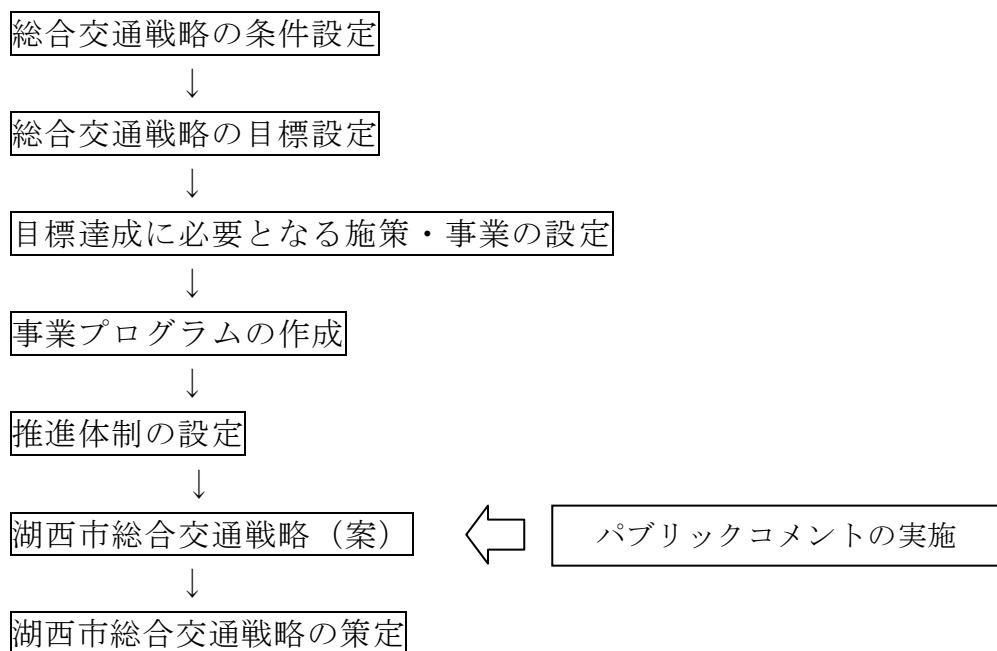 総合交通戦略の条件設定
↓
総合交通戦略の目標設定
↓
目標達成に必要となる施策・事業の設定
↓
事業プログラムの作成
↓
推進体制の設定
↓
湖西市総合交通戦略（案）
パブリックコメントの実施
↓
湖西市総合交通戦略の策定